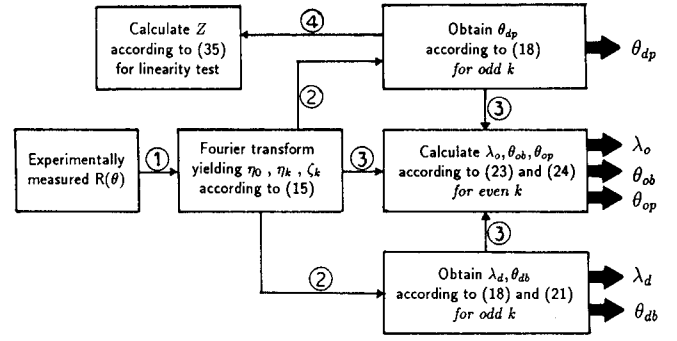 Calculate Z
according to (35)
for linearity test
④
Obtain θdp
according to (18)
for odd k
θdp
②
③
Experimentally
measured R(θ)
①
Fourier transform
yielding η0 , ηk , ζk
according to (15)
③
Calculate λo, θob, θop
according to (23) and (24)
for even k
λo
θob
θop
②
③
Obtain λd, θdb
according to (18) and (21)
for odd k
λd
θdb